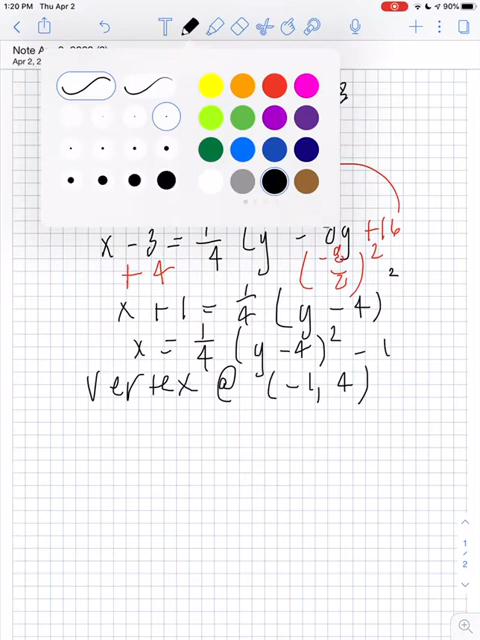 1:20 PM Thu Apr 2
90%
T
Note A
Apr 2, 2
3
x - 3 = 1/4 (y - 8y + 16
+ 4 (-8/2)^2
x + 1 = 1/4 (y - 4)^2
x = 1/4 (y - 4)^2 - 1
vertex @ (-1, 4)
1
2